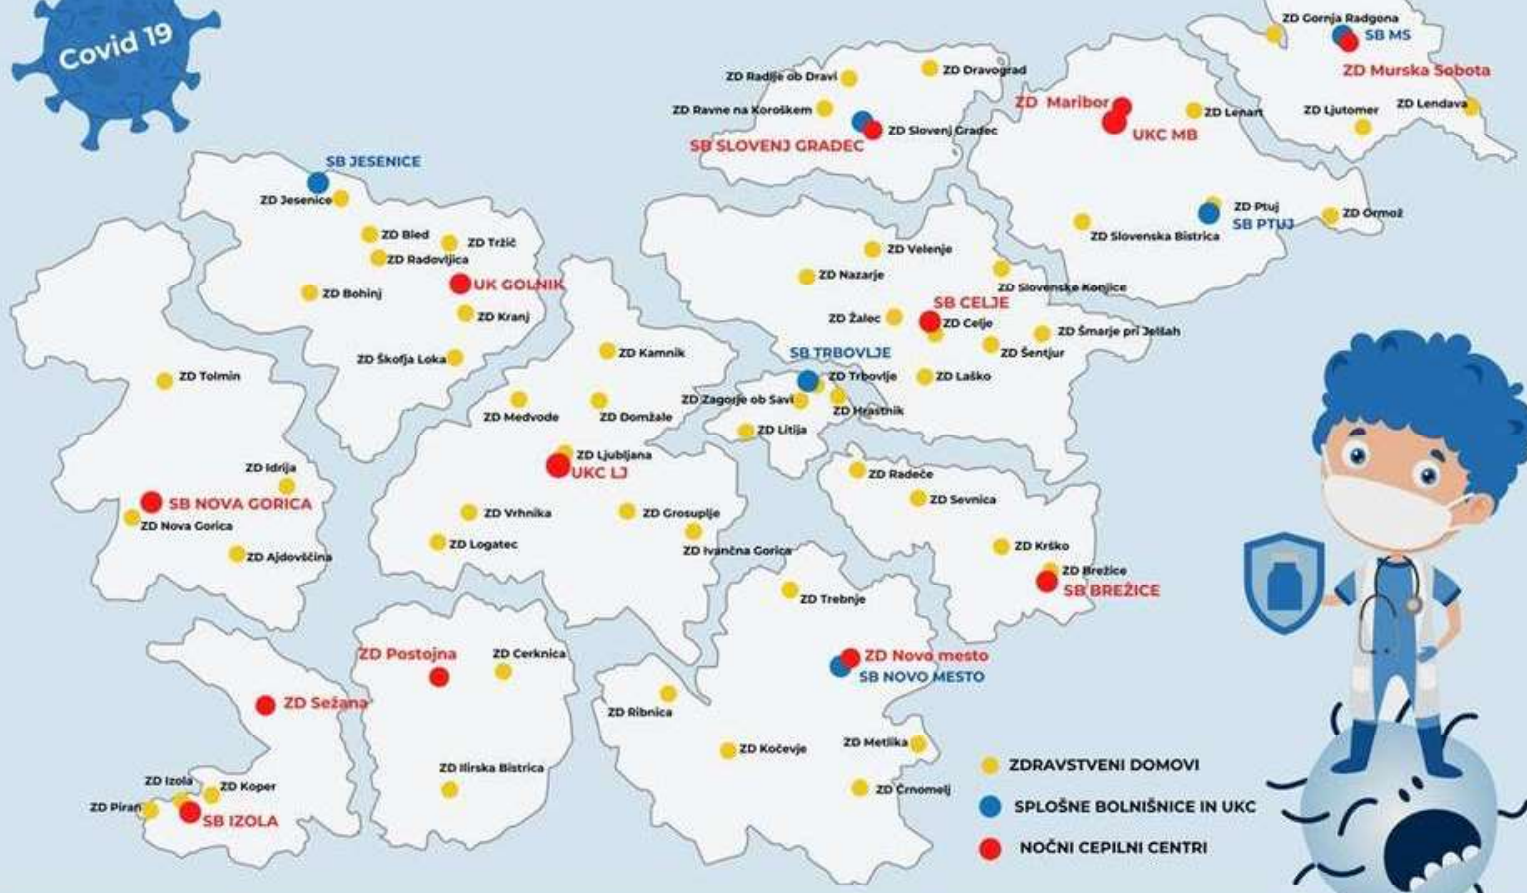 Covid 19
ZD Gornja Radgona
SB MS
ZD Murska Sobota
ZD Ljutomer
ZD Lendava
ZD Radlje ob Dravi
ZD Dravograd
ZD Ravne na Koroškem
ZD Slovenj Gradec
SB SLOVENJ GRADEC
ZD Maribor
UKC MB
ZD Lenart
ZD Ptuj
SB PTUJ
ZD Ormož
ZD Slovenska Bistrica
SB JESENICE
ZD Jesenice
ZD Bled
ZD Tržič
ZD Radovljica
UK GOLNIK
ZD Bohinj
ZD Kranj
ZD Škofja Loka
ZD Velenje
ZD Nazarje
ZD Slovenske Konjice
SB CELJE
ZD Žalec
ZD Celje
ZD Šmarje pri Jelšah
ZD Šentjur
ZD Laško
SB TRBOVLJE
ZD Trbovlje
ZD Zagorje ob Savi
ZD Hrastnik
ZD Litija
ZD Kamnik
ZD Medvode
ZD Domžale
ZD Ljubljana
UKC LJ
ZD Vrhnika
ZD Grosuplje
ZD Logatec
ZD Ivančna Gorica
ZD Tolmin
ZD Idrija
SB NOVA GORICA
ZD Nova Gorica
ZD Ajdovščina
ZD Radeče
ZD Sevnica
ZD Krško
ZD Brežice
SB BREŽICE
ZD Trebnje
ZD Novo mesto
SB NOVO MESTO
ZD Ribnica
ZD Kočevje
ZD Metlika
ZD Črnomelj
ZD Postojna
ZD Cerknica
ZD Ilirska Bistrica
ZD Sežana
ZD Izola
ZD Koper
ZD Piran
SB IZOLA
ZDRAVSTVENI DOMOVI
SPLOŠNE BOLNIŠNICE IN UKC
NOČNI CEPILNI CENTRI